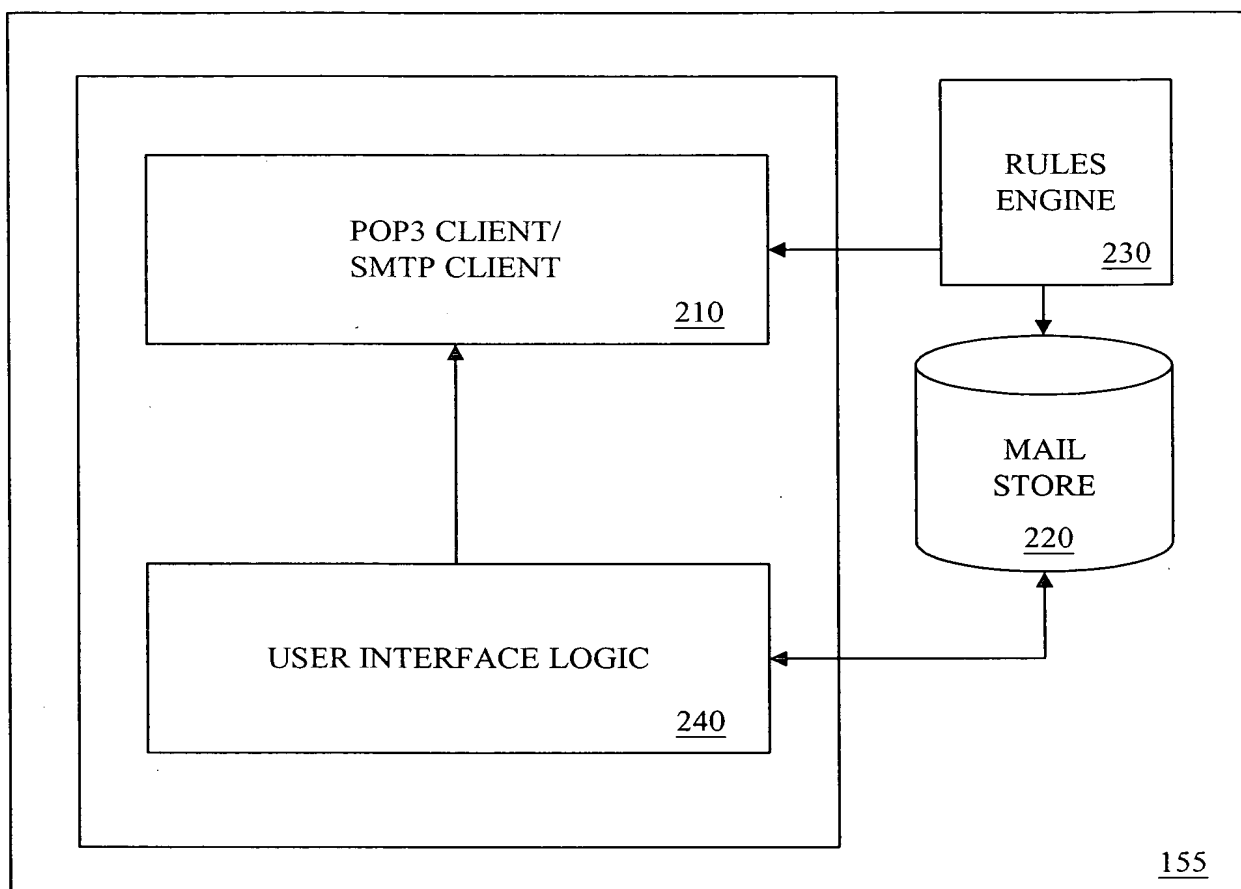 POP3 CLIENT/
SMTP CLIENT
210
RULES
ENGINE
230
MAIL
STORE
220
USER INTERFACE LOGIC
240
155